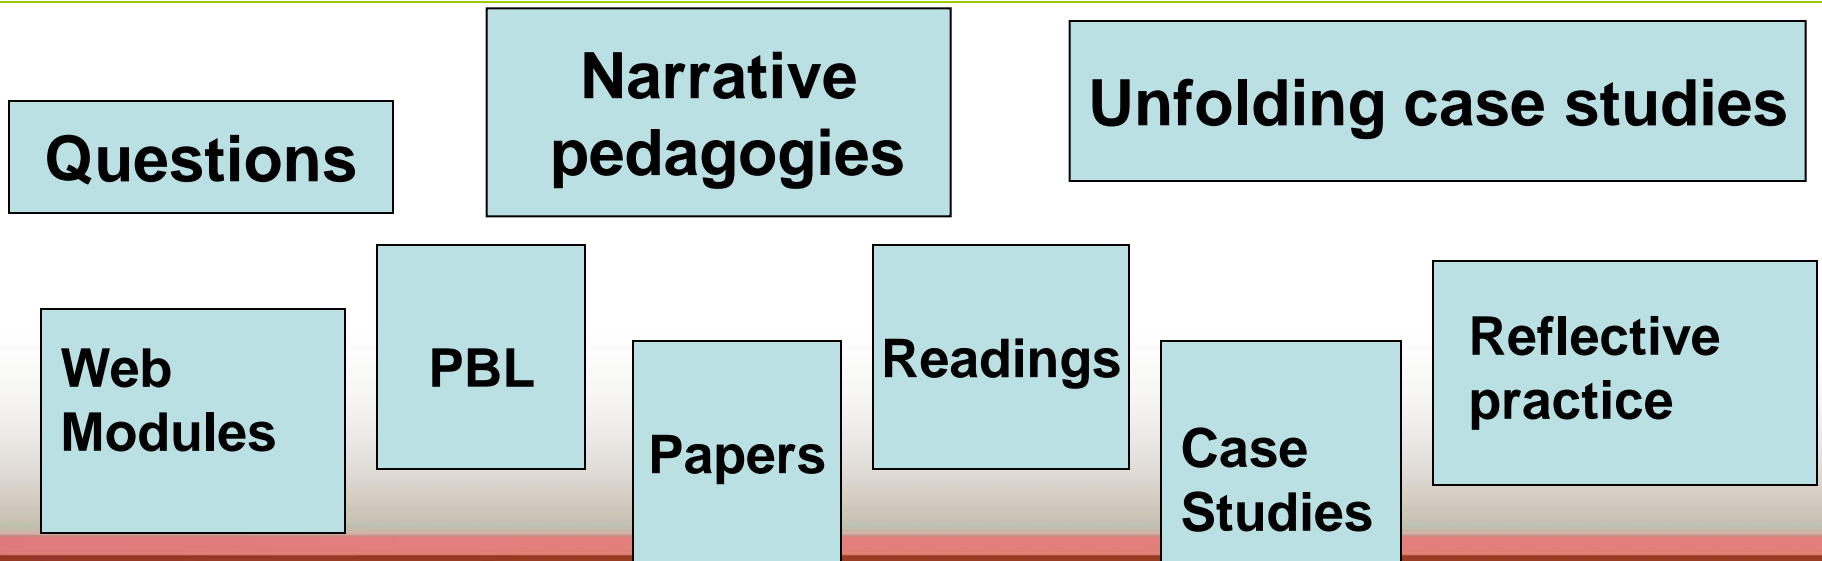 Questions
Narrative
pedagogies
Unfolding case studies
Web
Modules
PBL
Papers
Readings
Case
Studies
Reflective
practice